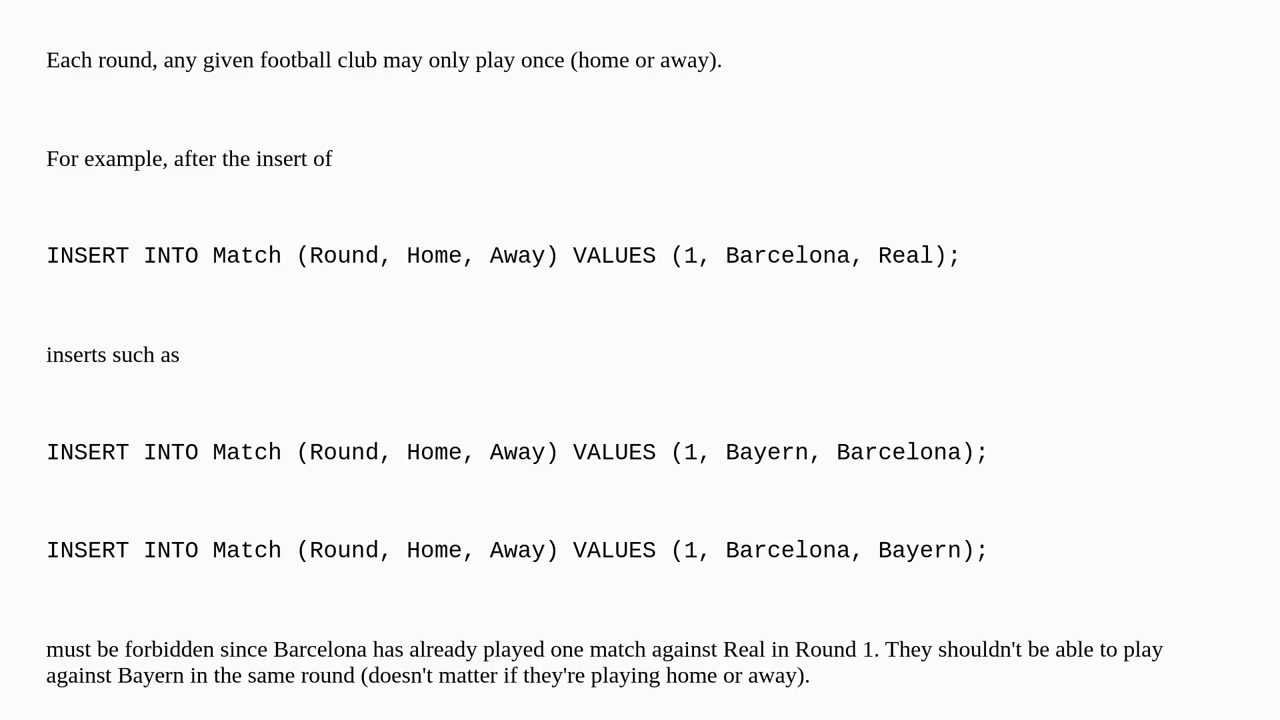 Each round, any given football club may only play once (home or away).
For example, after the insert of
INSERT INTO Match (Round, Home, Away) VALUES (1, Barcelona, Real);
inserts such as
INSERT INTO Match (Round, Home, Away) VALUES (1, Bayern, Barcelona);
INSERT INTO Match (Round, Home, Away) VALUES (1, Barcelona, Bayern);
must be forbidden since Barcelona has already played one match against Real in Round 1. They shouldn't be able to play
against Bayern in the same round (doesn't matter if they're playing home or away).